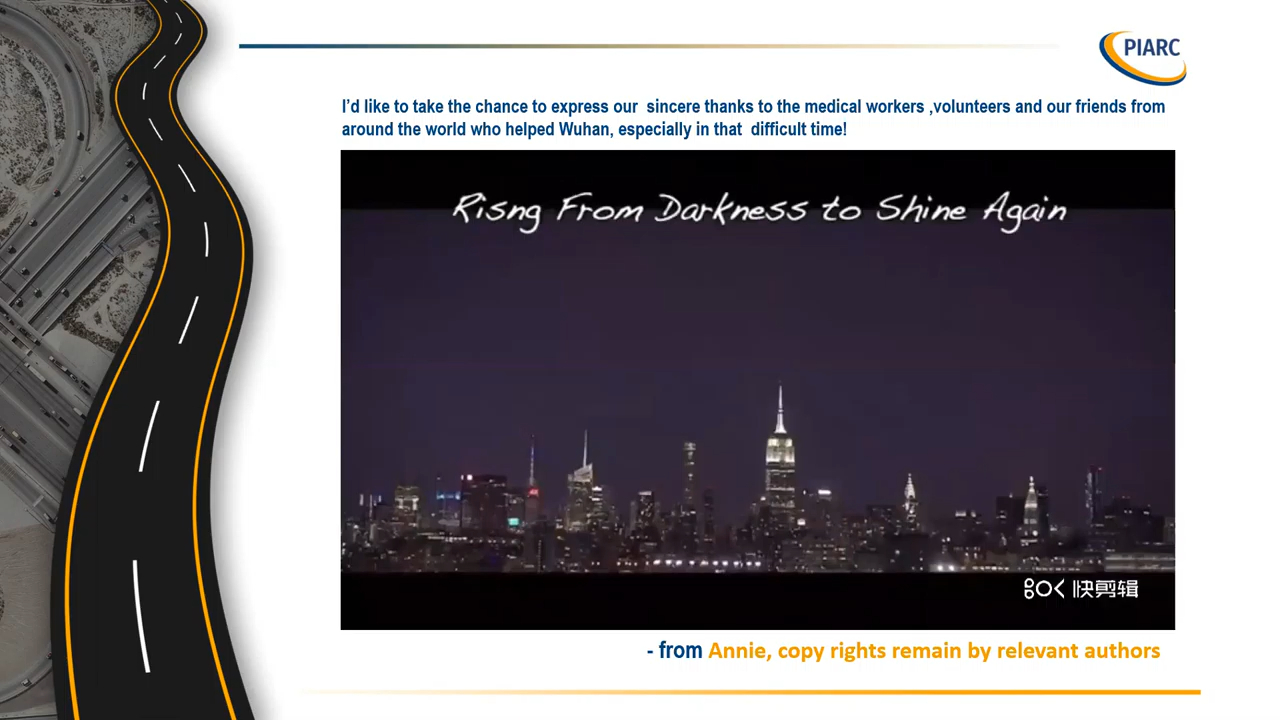 PIARC
I'd like to take the chance to express our sincere thanks to the medical workers ,volunteers and our friends from
around the world who helped Wuhan, especially in that difficult time!
Risng From Darkness to Shine Again
快剪辑
- from Annie, copy rights remain by relevant authors